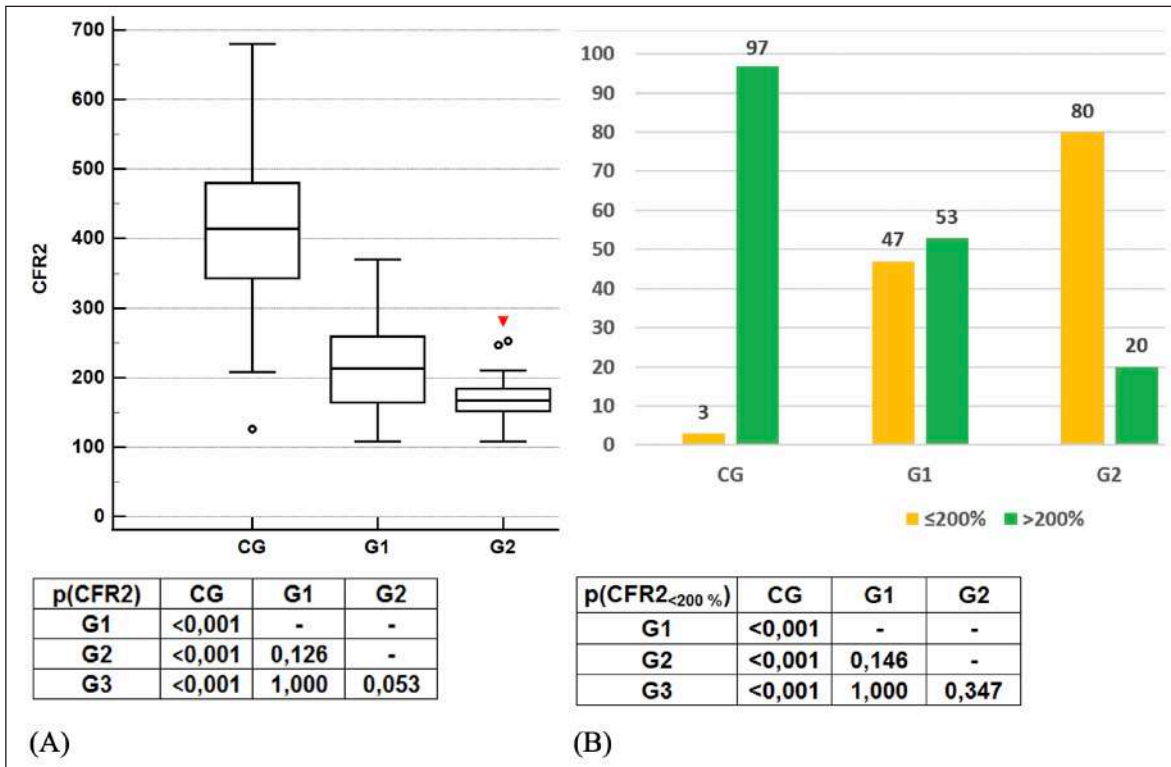 700
600
500
400
300
200
100
0
CFR2
CG G1 G2
p(CFR2) CG G1 G2
G1 <0,001 - -
G2 <0,001 0,126 -
G3 <0,001 1,000 0,053
(A)
100
90
80
70
60
50
40
30
20
10
0
3 97
47 53
80 20
CG G1 G2
≤200% >200%
p(CFR2<200 %) CG G1 G2
G1 <0,001 - -
G2 <0,001 0,146 -
G3 <0,001 1,000 0,347
(B)